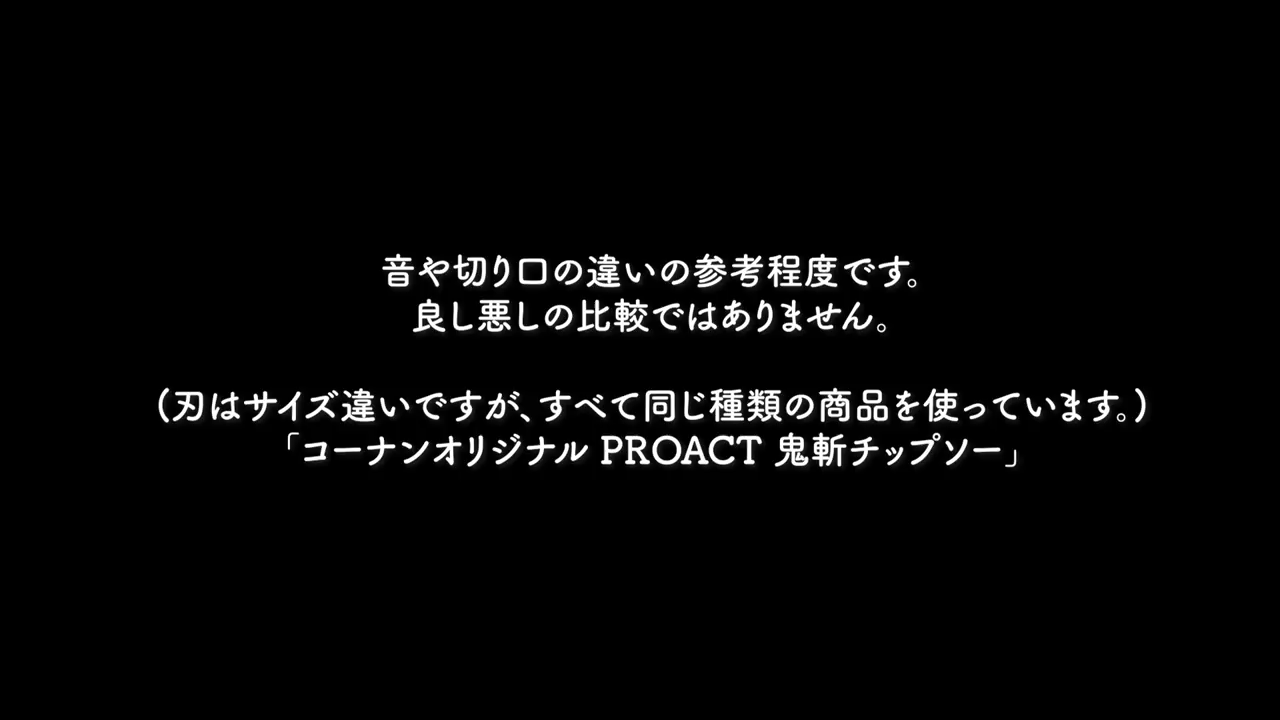 音や切り口の違いの参考程度です。
良し悪しの比較ではありません。
（刃はサイズ違いですが、すべて同じ種類の商品を使っています。）
「コーナンオリジナル PROACT 鬼斬チップソー」